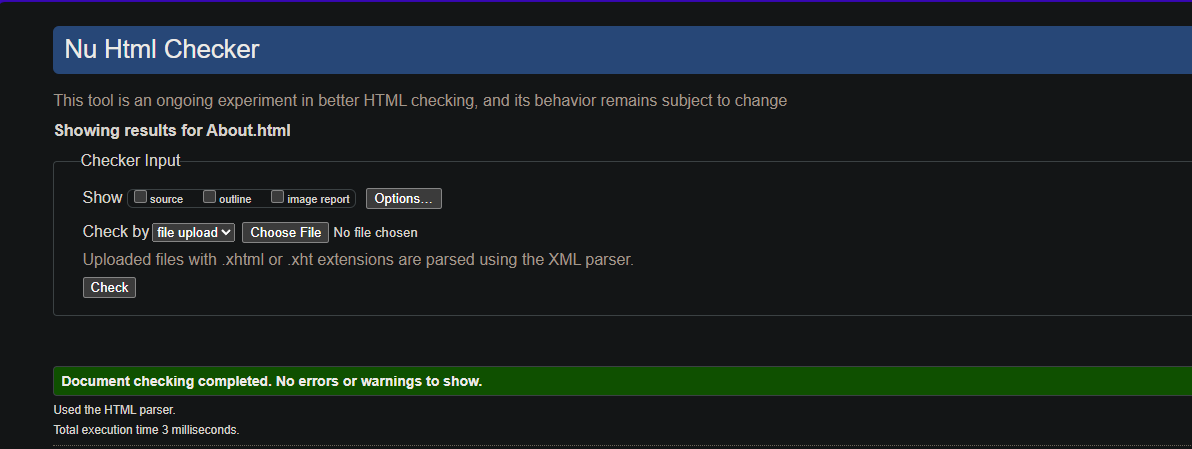 Nu Html Checker
This tool is an ongoing experiment in better HTML checking, and its behavior remains subject to change
Showing results for About.html
Checker Input
Show source outline image report Options...
Check by file upload Choose File No file chosen
Uploaded files with .xhtml or .xht extensions are parsed using the XML parser.
Check
Document checking completed. No errors or warnings to show.
Used the HTML parser.
Total execution time 3 milliseconds.